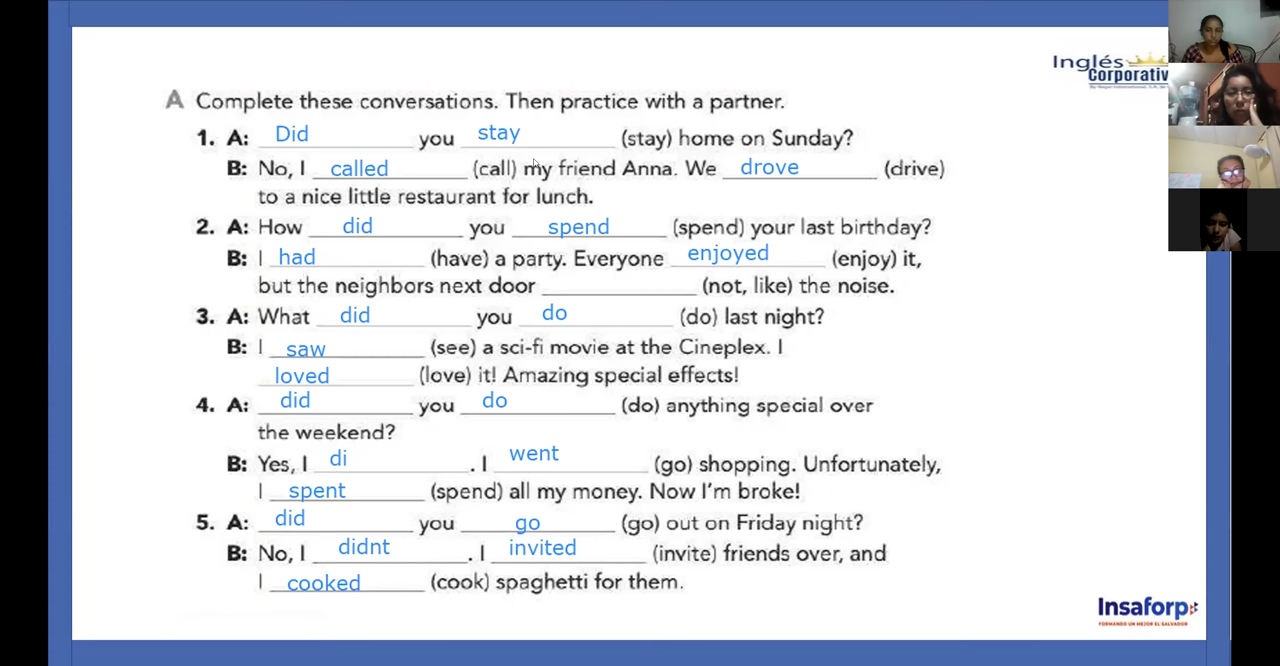 Inglés
Corporativ
A Complete these conversations. Then practice with a partner.
1. A: Did you stay (stay) home on Sunday?
B: No, I called (call) my friend Anna. We drove (drive)
to a nice little restaurant for lunch.
2. A: How did you spend (spend) your last birthday?
B: I had (have) a party. Everyone enjoyed (enjoy) it,
but the neighbors next door ____________ (not, like) the noise.
3. A: What did you do (do) last night?
B: I saw (see) a sci-fi movie at the Cineplex. I
loved (love) it! Amazing special effects!
4. A: did you do (do) anything special over
the weekend?
B: Yes, I di . I went (go) shopping. Unfortunately,
I spent (spend) all my money. Now I'm broke!
5. A: did you go (go) out on Friday night?
B: No, I didnt . I invited (invite) friends over, and
I cooked (cook) spaghetti for them.
Insaforp
FORMANDO UN MEJOR EL SALVADOR